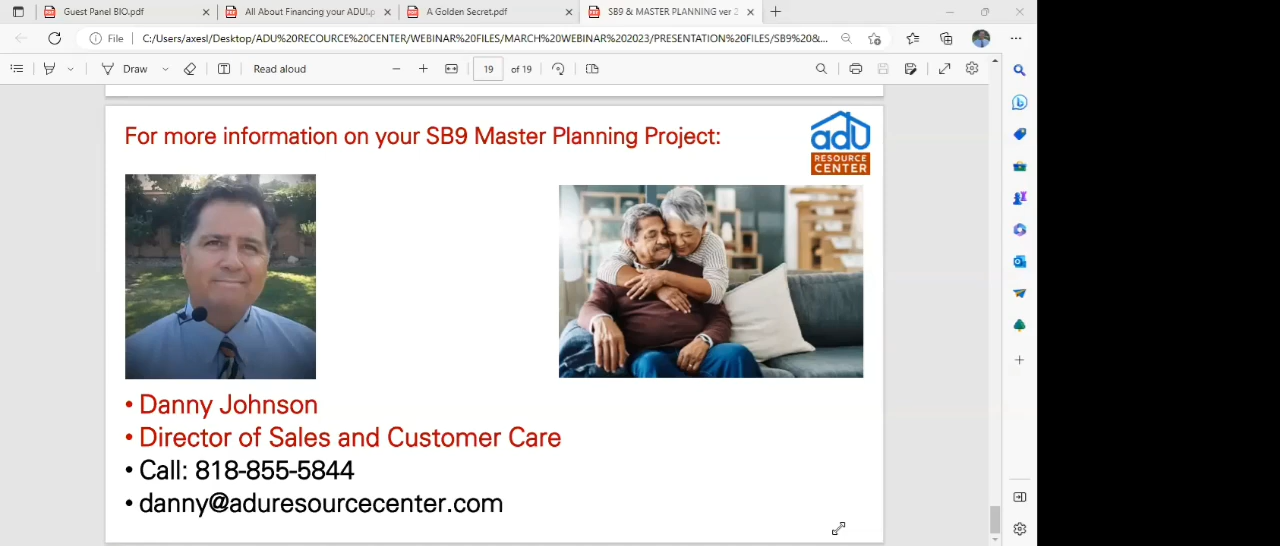 Guest Panel BIO.pdf
All About Financing your ADU!.p
A Golden Secret.pdf
SB9 & MASTER PLANNING ver 2
File
C:/Users/axesl/Desktop/ADU%20RECOURCE%20CENTER/WEBINAR%20FILES/MARCH%20WEBINAR%202023/PRESENTATION%20FILES/SB9%20&...
Draw
Read aloud
19
of 19
For more information on your SB9 Master Planning Project:
adu
RESOURCE
CENTER
• Danny Johnson
• Director of Sales and Customer Care
• Call: 818-855-5844
• danny@aduresourcecenter.com